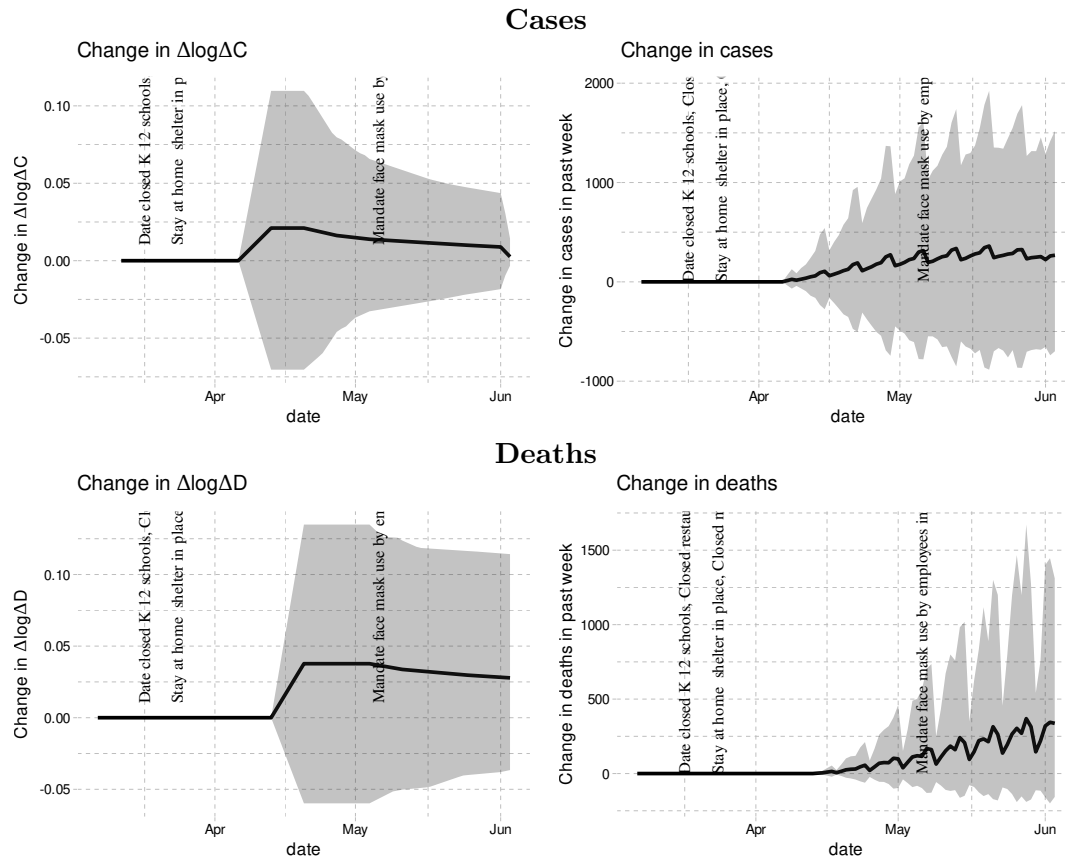 Cases
Change in ΔlogΔC
Change in ΔlogΔC
0.10
0.05
0.00
-0.05
Date closed K 12 schools
Stay at home shelter in p
Mandate face mask use by
Apr
May
Jun
date
Change in cases
Change in cases in past week
2000
1000
0
-1000
Date closed K 12 schools, Clos
Stay at home shelter in place,
Mandate face mask use by emp
Apr
May
Jun
date
Deaths
Change in ΔlogΔD
Change in ΔlogΔD
0.10
0.05
0.00
-0.05
Date closed K 12 schools, Cl
Stay at home shelter in place
Mandate face mask use by en
Apr
May
Jun
date
Change in deaths
Change in deaths in past week
1500
1000
500
0
Date closed K 12 schools, Closed restau
Stay at home shelter in place, Closed n
Mandate face mask use by employees in
Apr
May
Jun
date